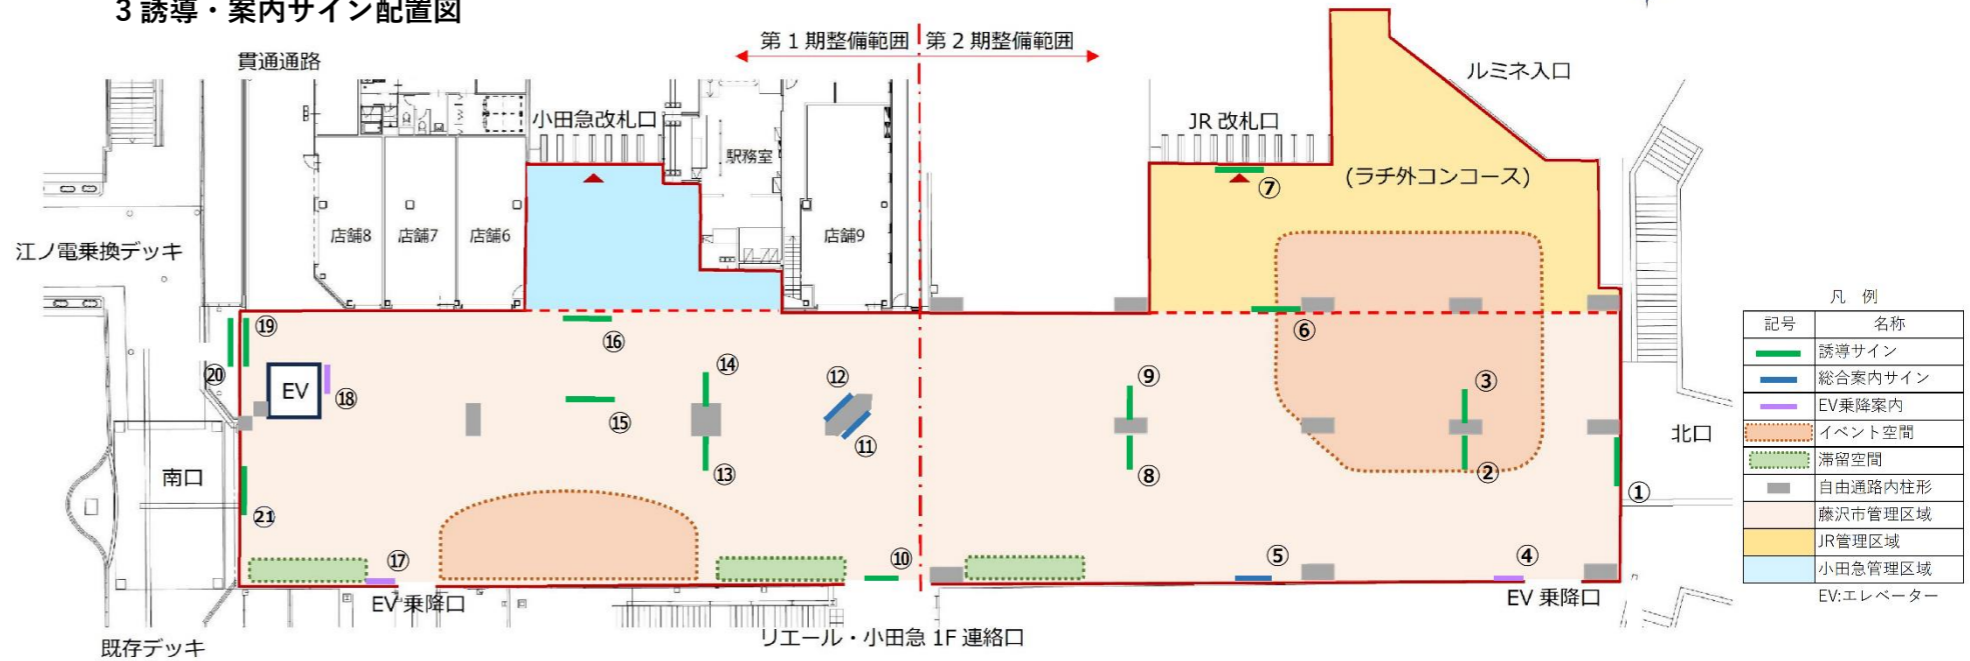 3 誘導・案内サイン配置図
貫通通路
第1期整備範囲
第2期整備範囲
ルミネ入口
小田急改札口
JR 改札口
駅務室
(ラチ外コンコース)
⑦
江ノ電乗換デッキ
店舗8
店舗7
店舗6
店舗9
凡 例
記号
名称
誘導サイン
総合案内サイン
EV乗降案内
イベント空間
滞留空間
自由通路内柱形
藤沢市管理区域
JR管理区域
小田急管理区域
EV:エレベーター
⑲
⑯
⑥
⑳
EV
⑱
⑭
⑫
⑨
③
⑮
⑪
北口
南口
⑬
⑧
②
①
㉑
⑰
⑩
⑤
④
EV 乗降口
EV 乗降口
リエール・小田急 1F 連絡口
既存デッキ